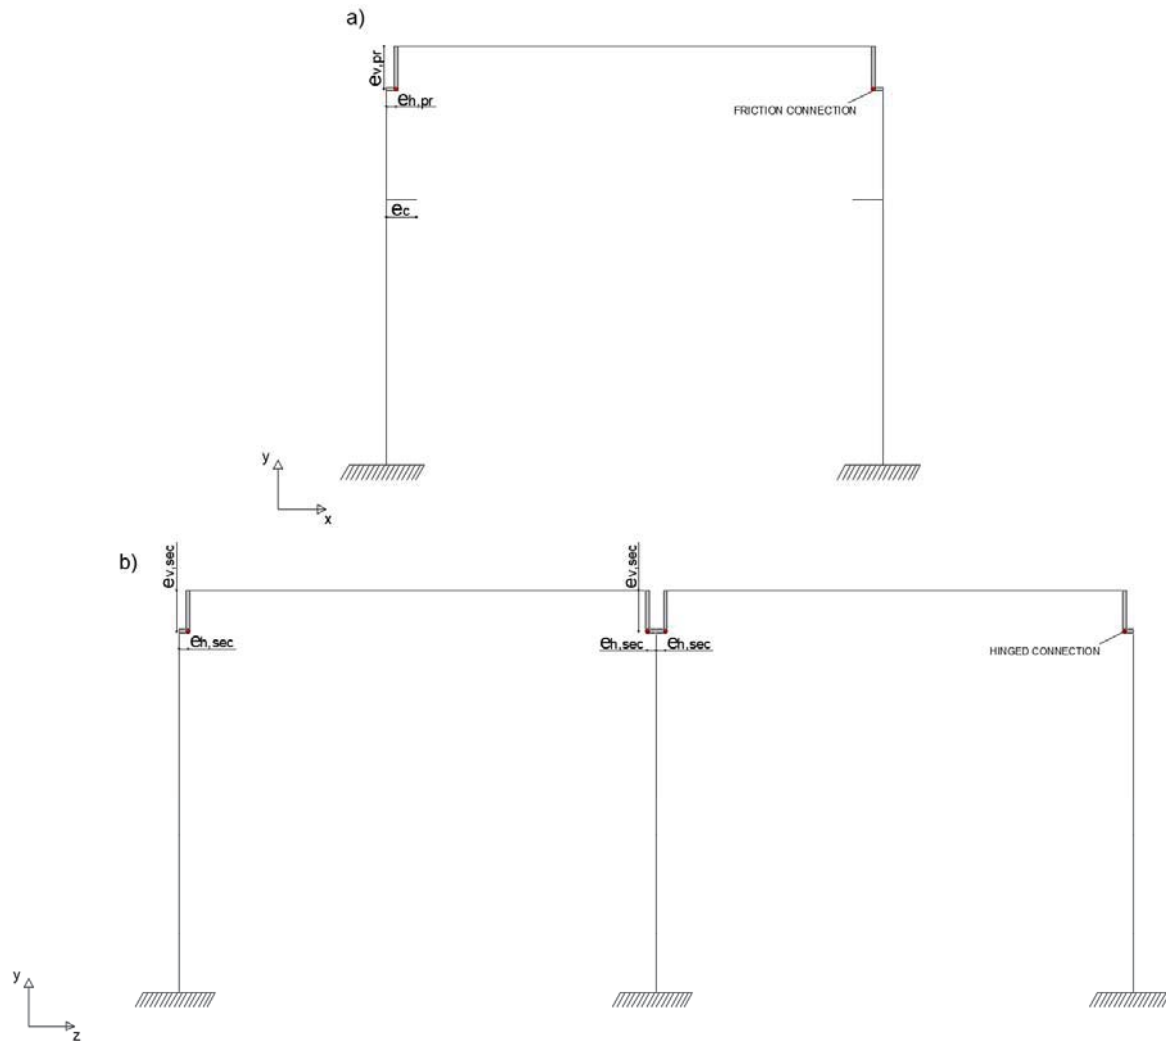 a)
ev,pr
eh,pr
FRICTION CONNECTION
ec
y
x
b)
ev,sec
ev,sec
eh,sec
eh,sec
eh,sec
HINGED CONNECTION
y
z